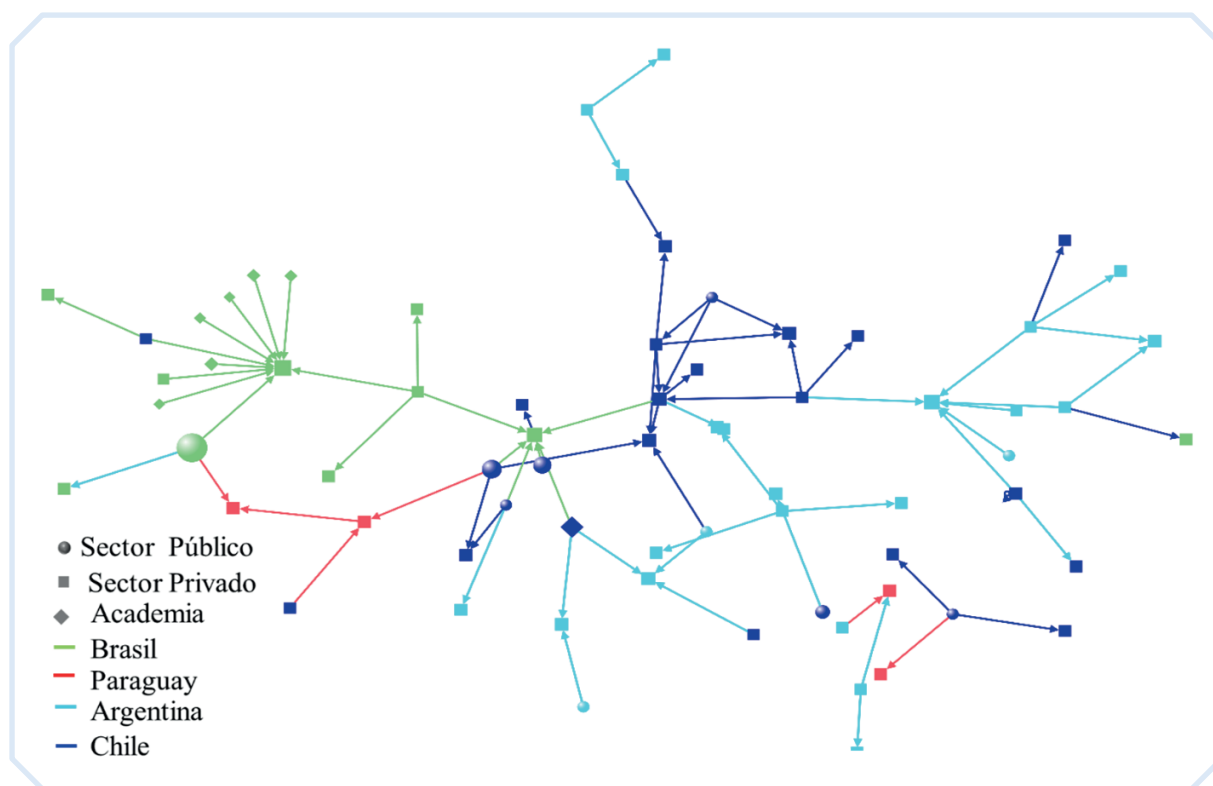 Sector Público
Sector Privado
Academia
Brasil
Paraguay
Argentina
Chile